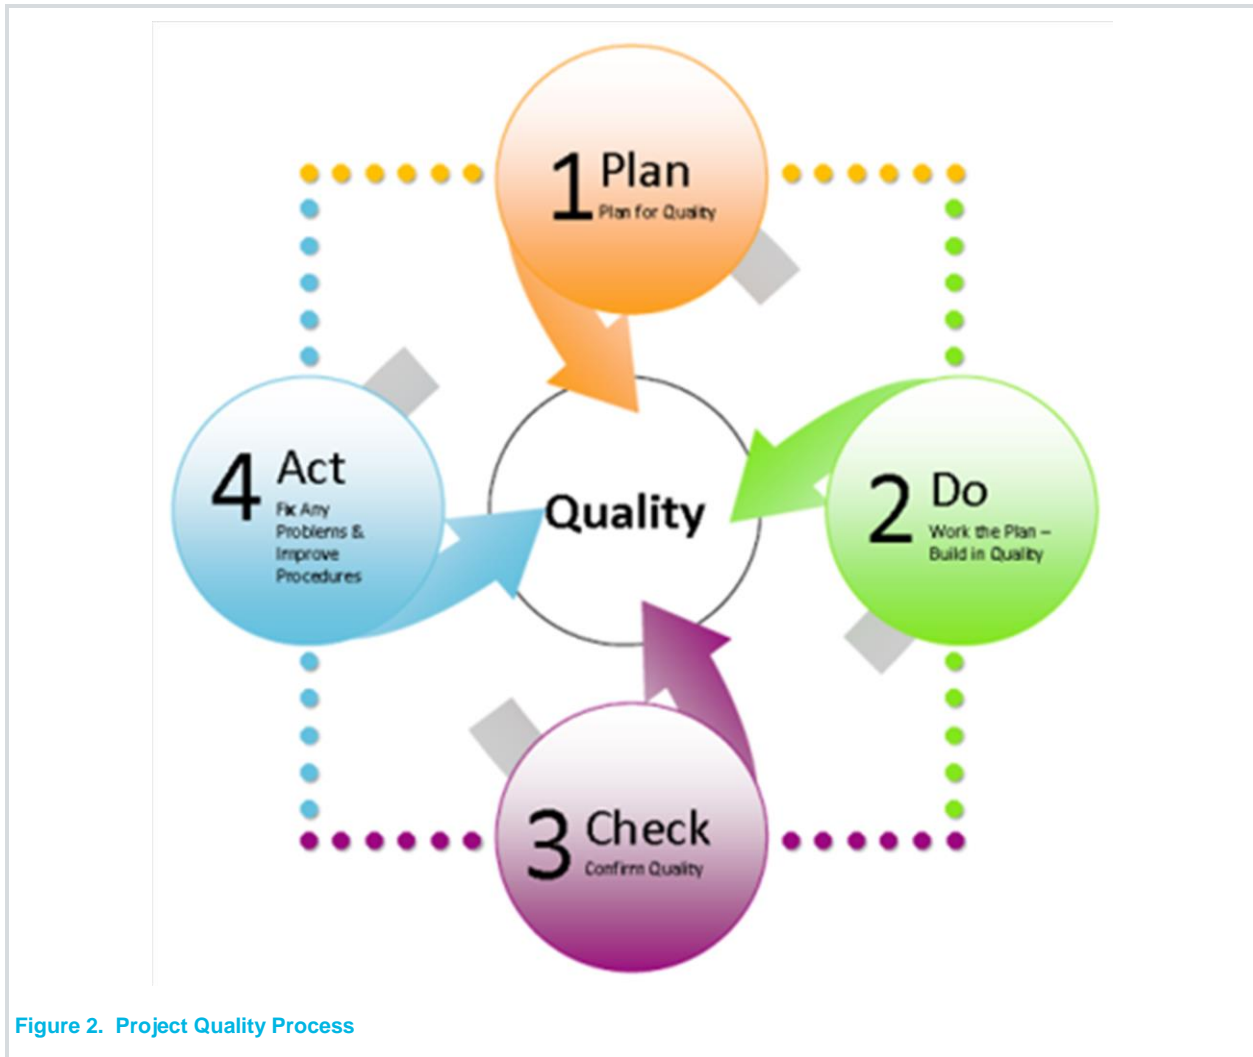 1 Plan
Plan for Quality
4 Act
Fix Any
Problems &
Improve
Procedures
Quality
2 Do
Work the Plan –
Build in Quality
3 Check
Confirm Quality
Figure 2. Project Quality Process